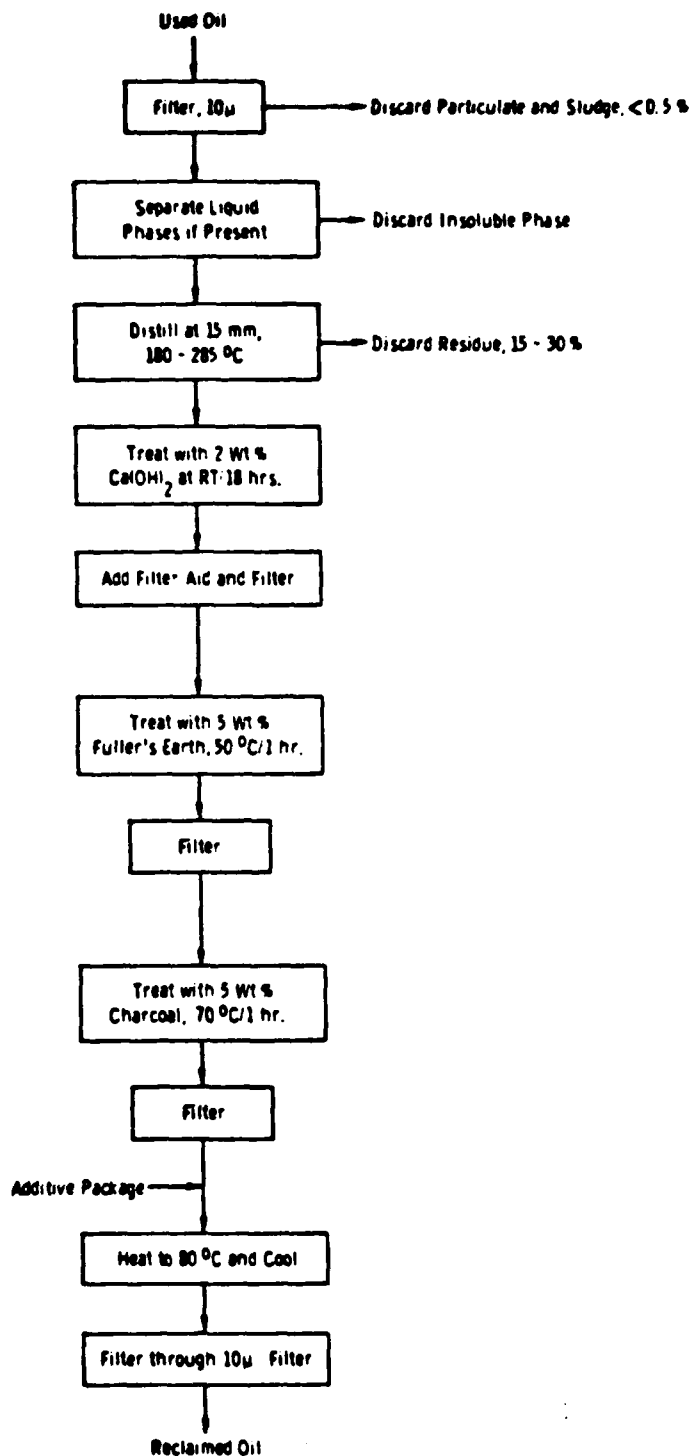 Used Oil
Filter, 10µ
Discard Particulate and Sludge, <0.5 %
Separate Liquid
Phases if Present
Discard Insoluble Phase
Distill at 15 mm,
180 - 285 ºC
Discard Residue, 15 - 30 %
Treat with 2 Wt %
Ca(OH)₂ at RT/18 hrs.
Add Filter Aid and Filter
Treat with 5 Wt %
Fuller's Earth, 50 ºC/1 hr.
Filter
Treat with 5 Wt %
Charcoal, 70 ºC/1 hr.
Filter
Additive Package
Heat to 80 ºC and Cool
Filter through 10µ Filter
Reclaimed Oil